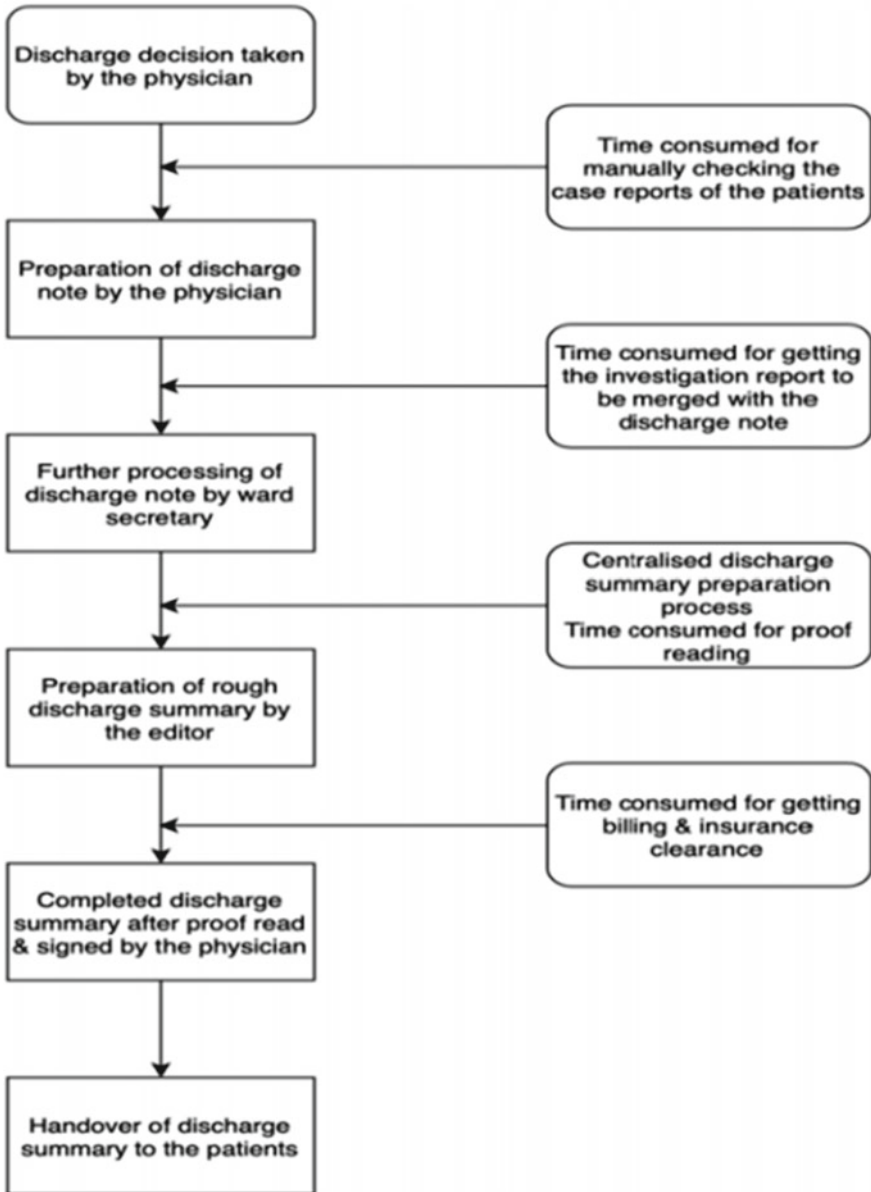 Discharge decision taken
by the physician
Time consumed for
manually checking the
case reports of the patients
Preparation of discharge
note by the physician
Time consumed for getting
the investigation report to
be merged with the
discharge note
Further processing of
discharge note by ward
secretary
Centralised discharge
summary preparation
process
Time consumed for proof
reading
Preparation of rough
discharge summary by
the editor
Time consumed for getting
billing & insurance
clearance
Completed discharge
summary after proof read
& signed by the physician
Handover of discharge
summary to the patients